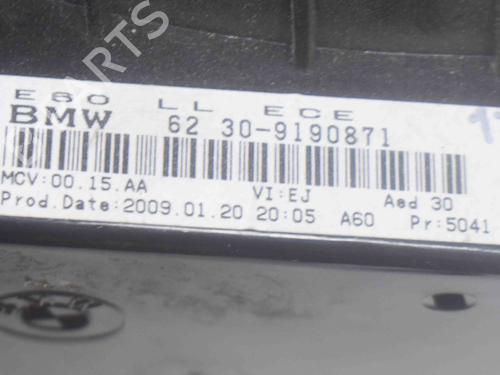 B-PARTS
E60 LL ECE
BMW 62 30-9190871
MCV:00.15.AA VI:EJ Aed 30
Prod.Date:2009.01.20 20:05 A60 Pr:5041